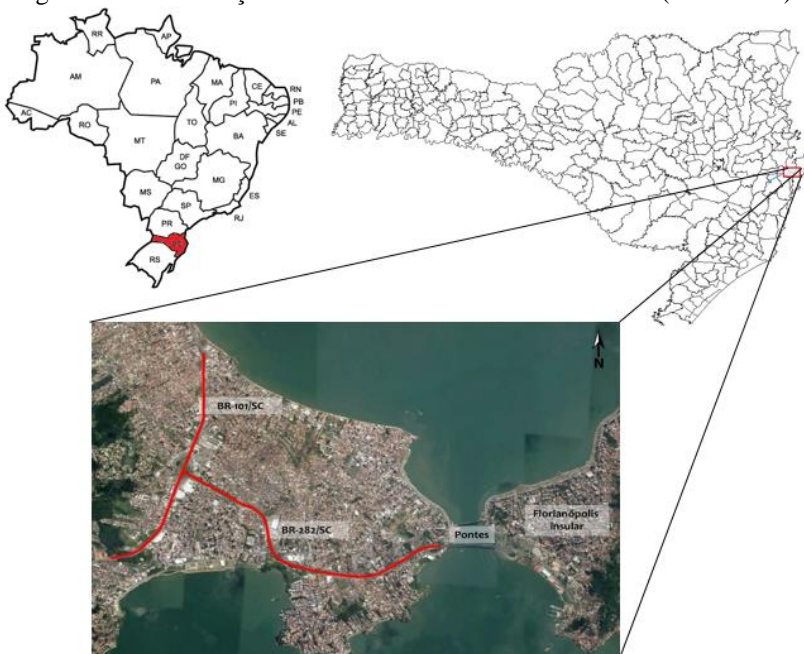 RR
AP
AM
PA
MA
CE
RN
PB
PE
AL
SE
PI
AC
RO
TO
BA
MT
DF
GO
MG
MS
ES
SP
RJ
PR
SC
RS
N
BR-101/SC
BR-282/SC
Pontes
Florianópolis
Insular